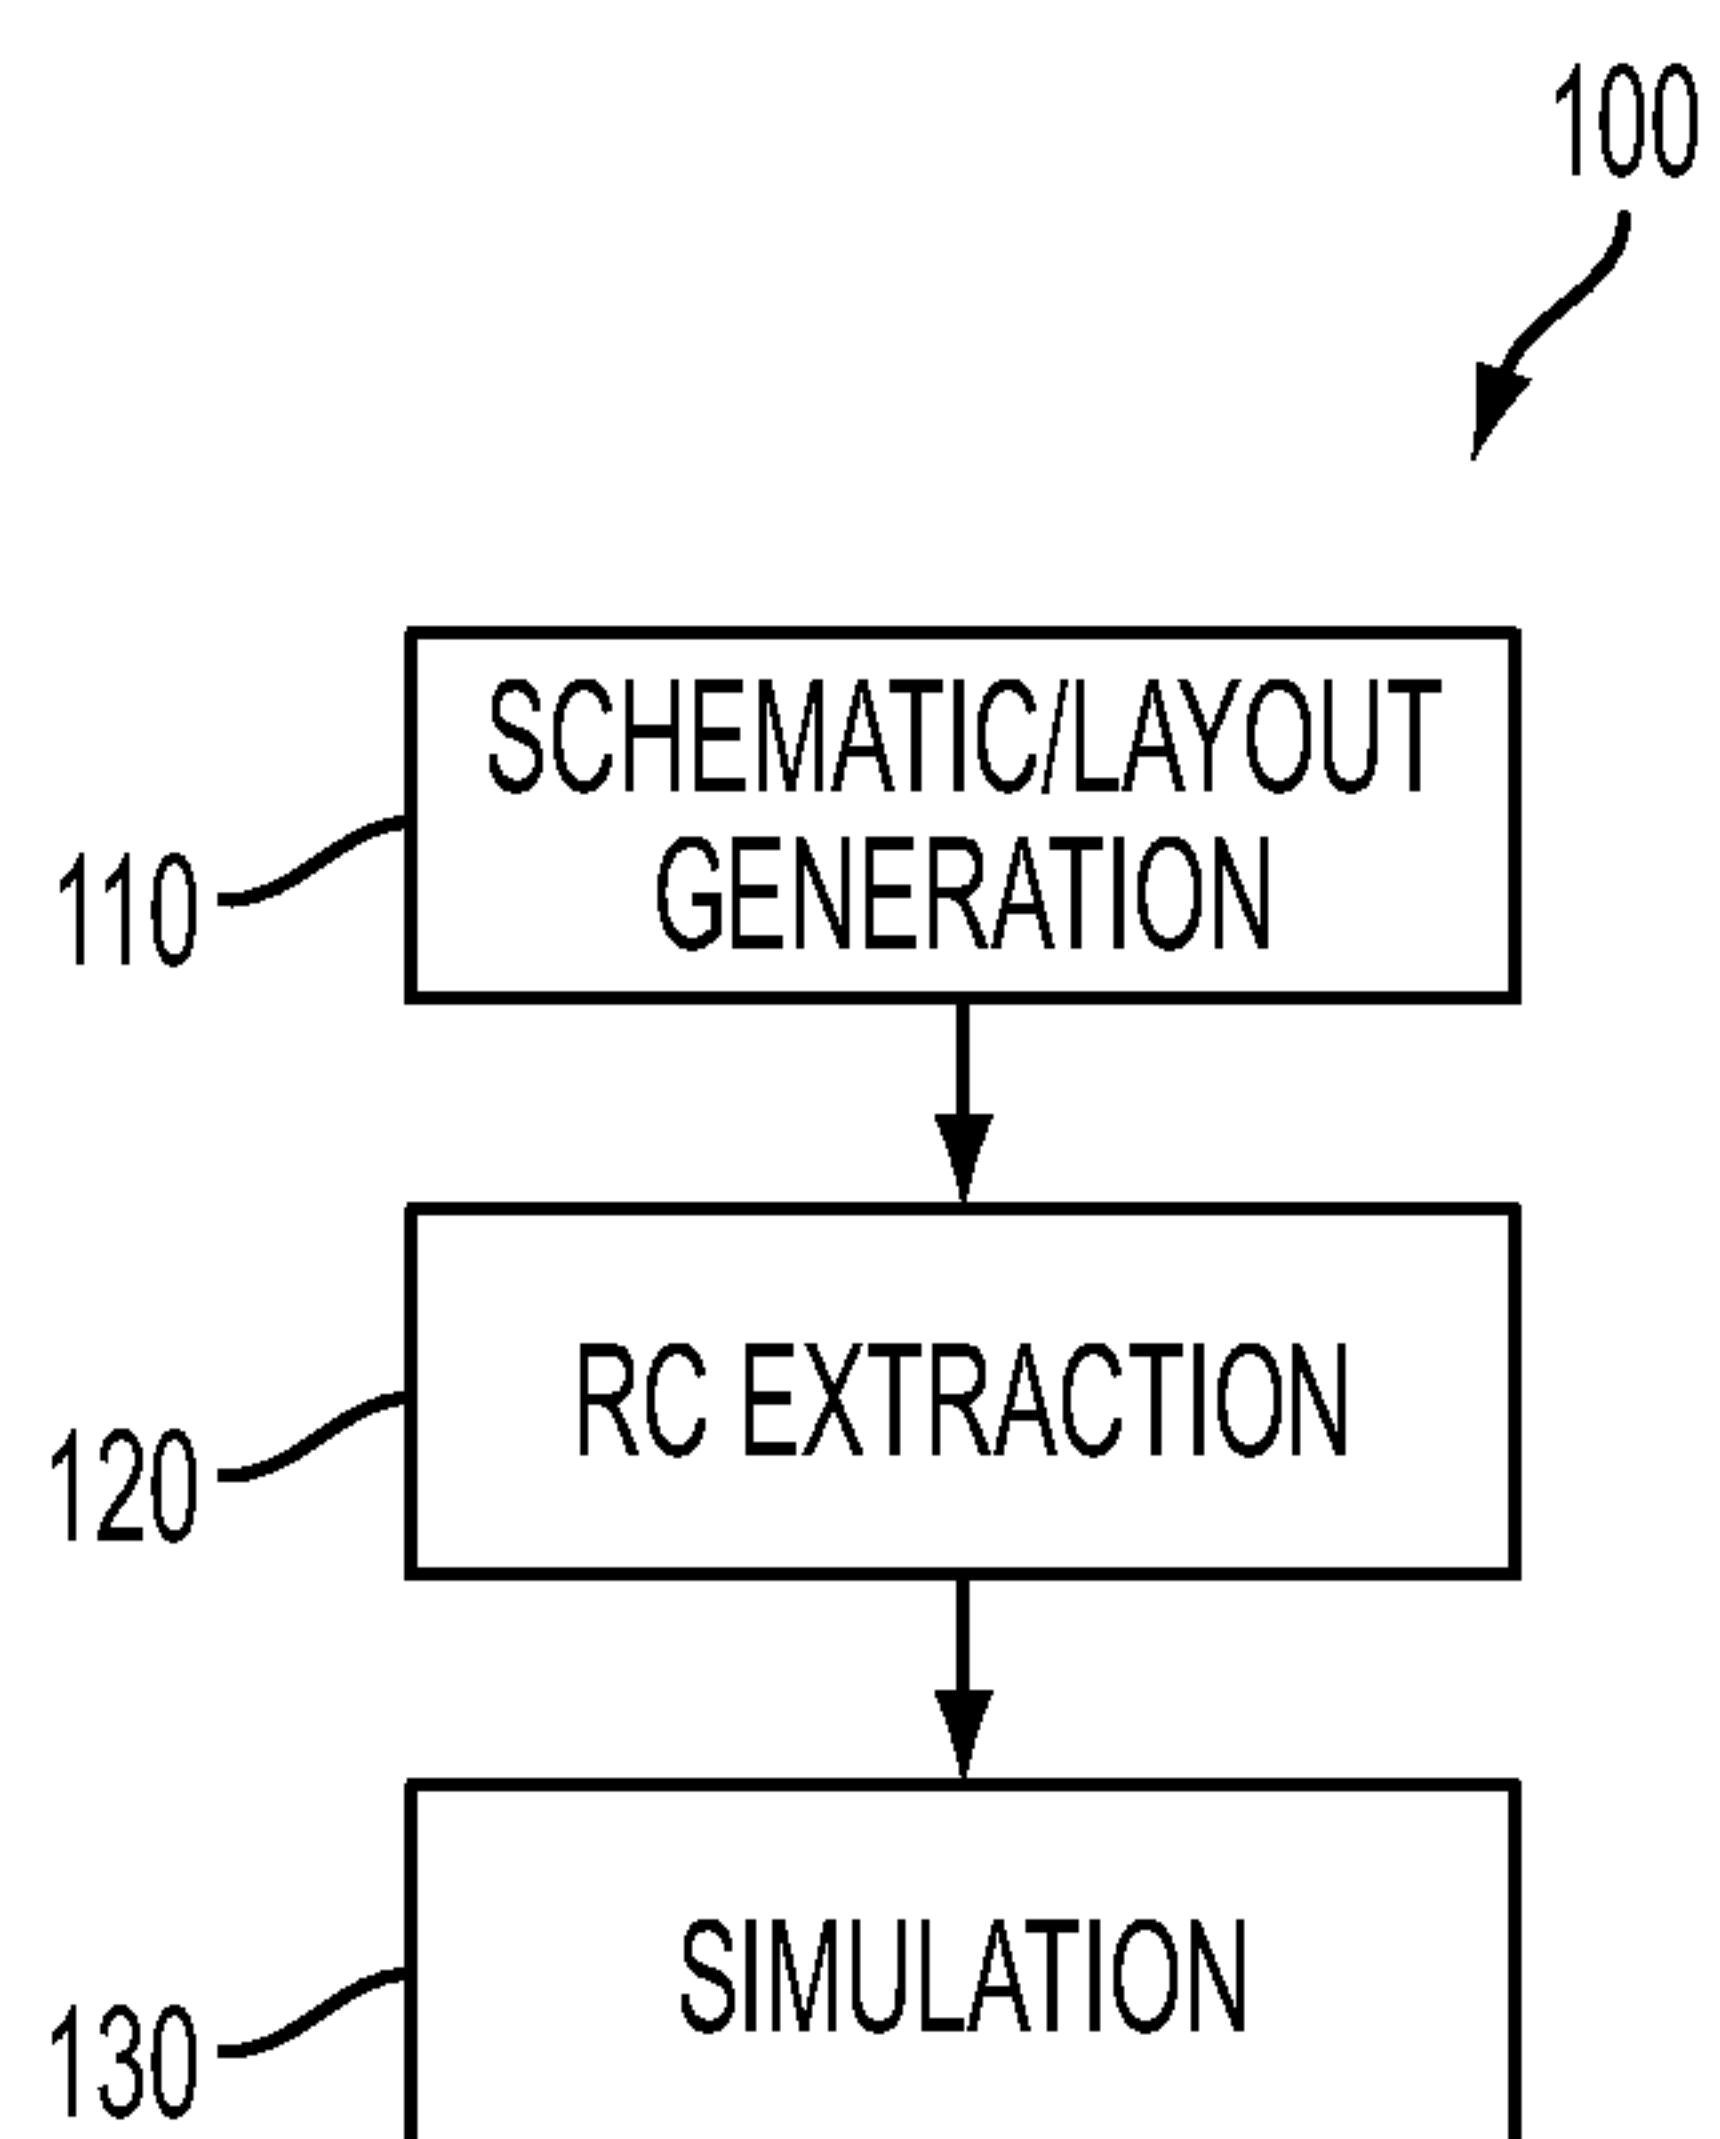 100
SCHEMATIC/LAYOUT
GENERATION
110
RC EXTRACTION
120
SIMULATION
130